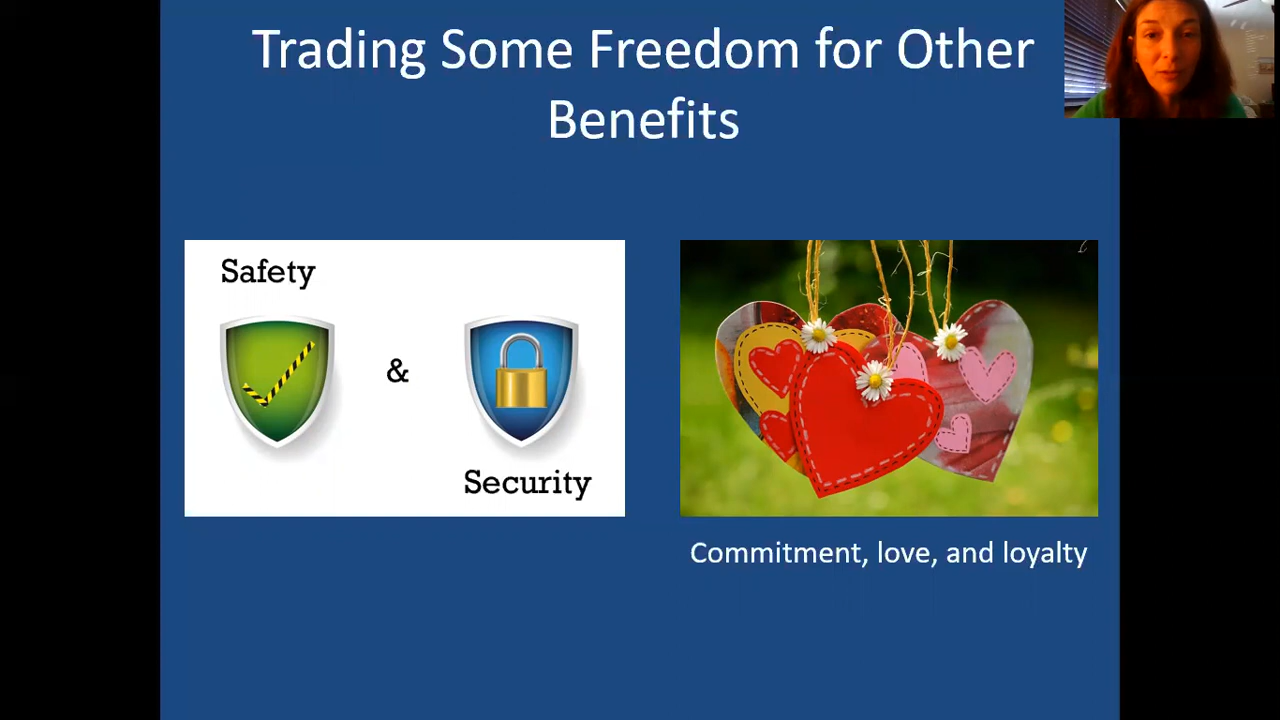 Trading Some Freedom for Other
Benefits
Safety
&
Security
Commitment, love, and loyalty